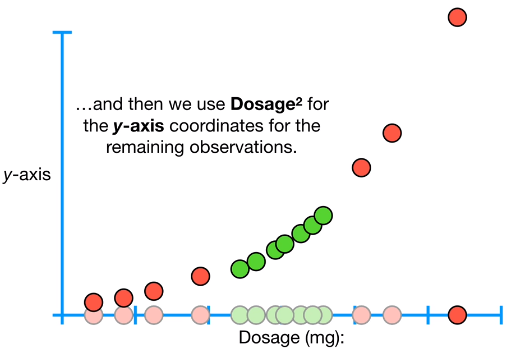 …and then we use Dosage² for
the y-axis coordinates for the
remaining observations.
y-axis
Dosage (mg):